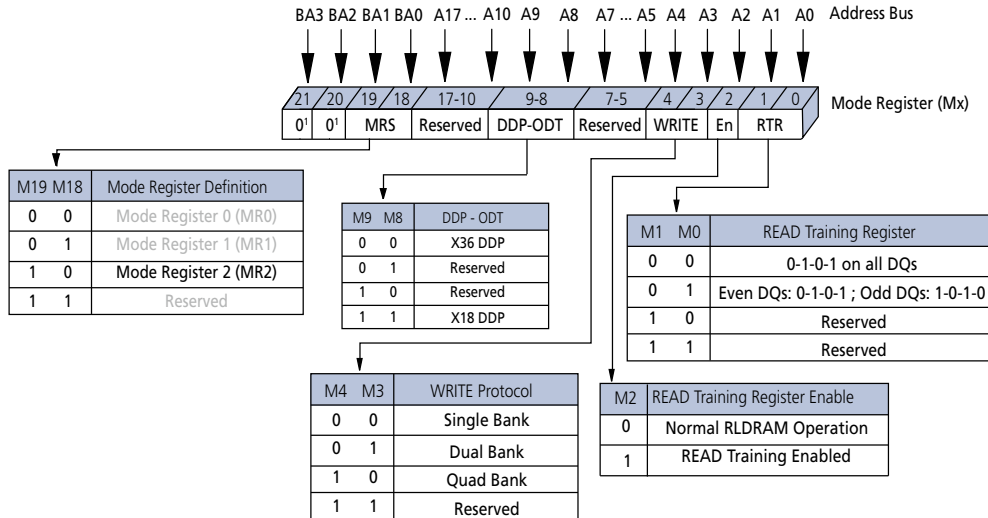 BA3 BA2 BA1 BA0 A17 ... A10 A9 A8 A7 ... A5 A4 A3 A2 A1 A0 Address Bus
21 20 19 18 17-10 9-8 7-5 4 3 2 1 0 Mode Register (Mx)
0¹ 0¹ MRS Reserved DDP-ODT Reserved WRITE En RTR
M19 M18 Mode Register Definition
0 0 Mode Register 0 (MR0)
0 1 Mode Register 1 (MR1)
1 0 Mode Register 2 (MR2)
1 1 Reserved
M9 M8 DDP - ODT
0 0 X36 DDP
0 1 Reserved
1 0 Reserved
1 1 X18 DDP
M1 M0 READ Training Register
0 0 0-1-0-1 on all DQs
0 1 Even DQs: 0-1-0-1 ; Odd DQs: 1-0-1-0
1 0 Reserved
1 1 Reserved
M4 M3 WRITE Protocol
0 0 Single Bank
0 1 Dual Bank
1 0 Quad Bank
1 1 Reserved
M2 READ Training Register Enable
0 Normal RLDRAM Operation
1 READ Training Enabled